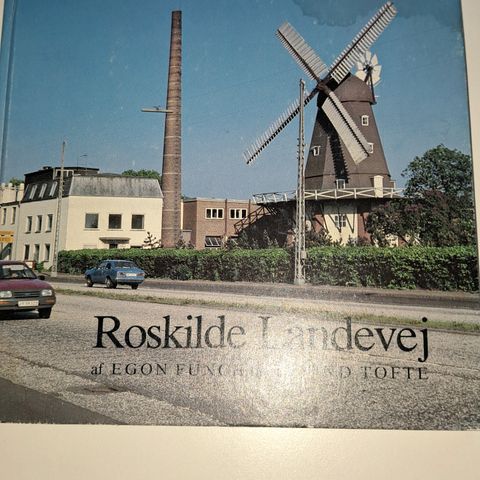 Roskilde Landevej
af EGON FUNCH TOFTE